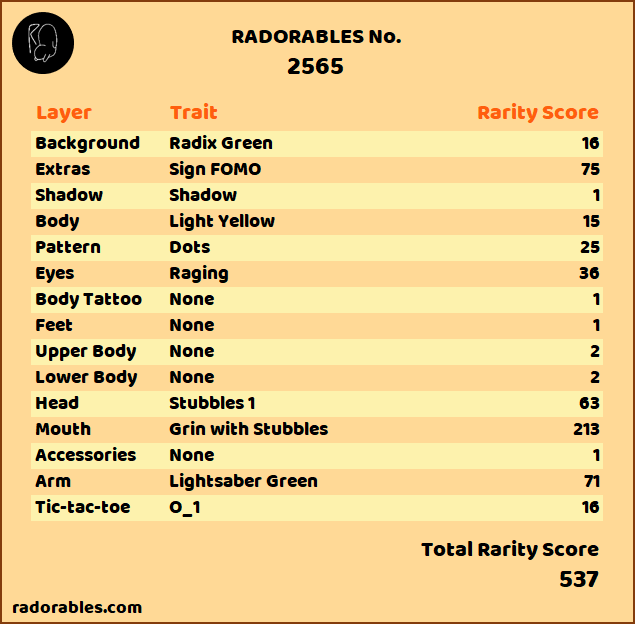 RADORABLES No.
2565
Layer Trait Rarity Score
Background Radix Green 16
Extras Sign FOMO 75
Shadow Shadow 1
Body Light Yellow 15
Pattern Dots 25
Eyes Raging 36
Body Tattoo None 1
Feet None 1
Upper Body None 2
Lower Body None 2
Head Stubbles 1 63
Mouth Grin with Stubbles 213
Accessories None 1
Arm Lightsaber Green 71
Tic-tac-toe O_1 16
Total Rarity Score
537
radorables.com